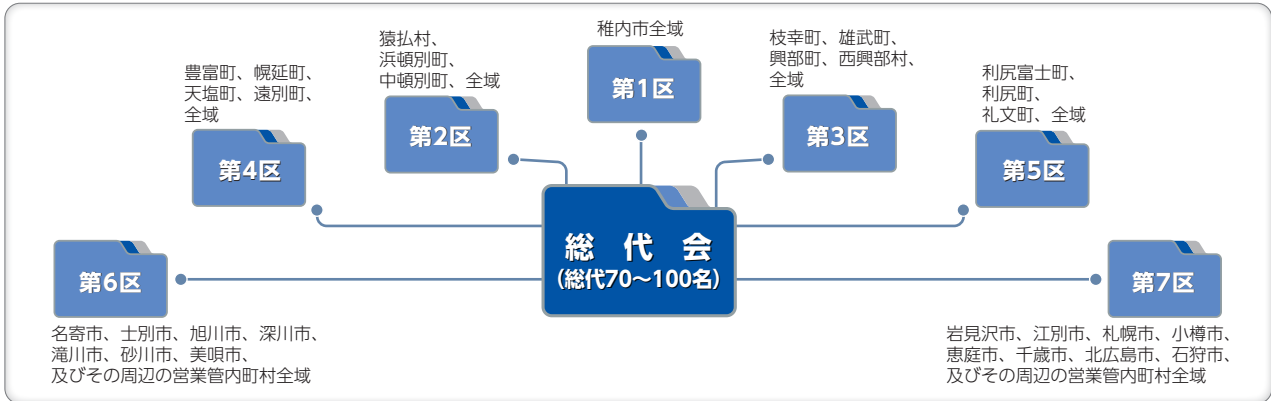 稚内市全域
第1区
猿払村、
浜頓別町、
中頓別町、全域
第2区
枝幸町、雄武町、
興部町、西興部村、
全域
第3区
豊富町、幌延町、
天塩町、遠別町、
全域
第4区
利尻富士町、
利尻町、
礼文町、全域
第5区
総代会
(総代70〜100名)
第6区
名寄市、士別市、旭川市、深川市、
滝川市、砂川市、美唄市、
及びその周辺の営業管内町村全域
第7区
岩見沢市、江別市、札幌市、小樽市、
恵庭市、千歳市、北広島市、石狩市、
及びその周辺の営業管内町村全域